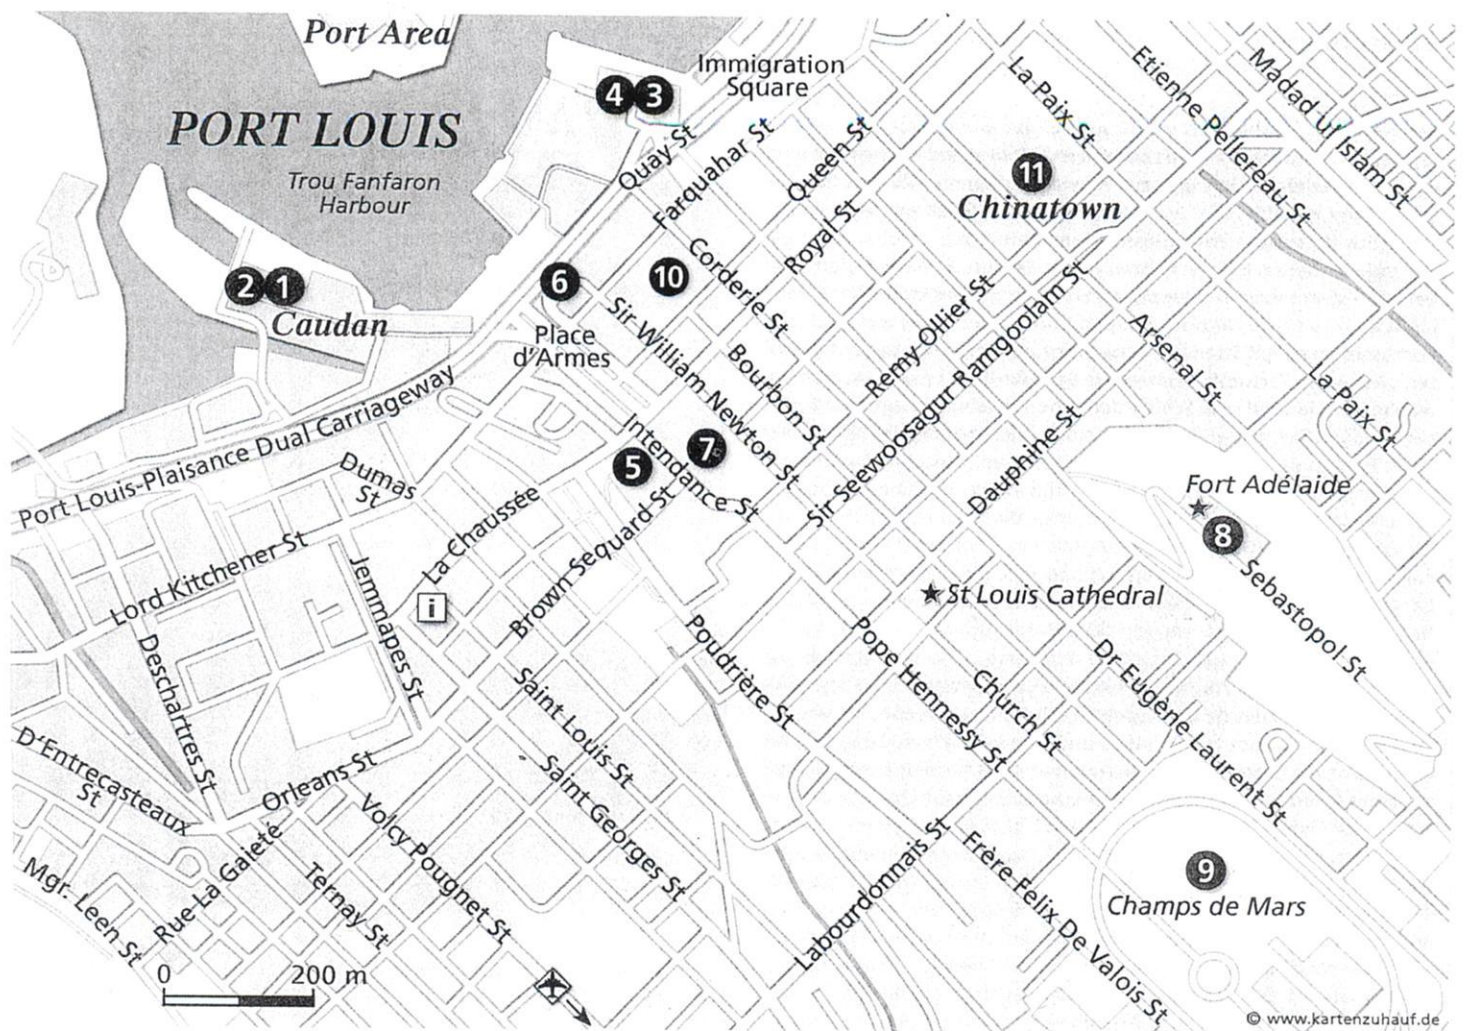 Port Area
PORT LOUIS
Trou Fanfaron
Harbour
Immigration
Square
4
3
La Paix St
Etienne Pellereau St
Madad Ul'Islam St
Quay St
Farquahar St
Queen St
Royal St
11
Chinatown
2
1
Caudan
6
10
Corderie St
Place
d'Armes
Sir William Newton St
Bourbon St
Remy Ollier St
Sir Seewoosagur Ramgoolam St
Arsenal St
La Paix St
Port Louis-Plaisance Dual Carriageway
Dumas
St
Intendance St
5
7
Dauphine St
Fort Adélaide
8
La Chaussée
Brown Sequard St
Lord Kitchener St
Jemmapes St
i
St Louis Cathedral
Sebastopol St
Deschartres St
Poudrière St
Pope Hennessy St
Church St
Dr Eugène Laurent St
D'Entrecasteaux
St
Orleans St
Saint Louis St
Saint Georges St
Volcy Pougnet St
Ternay St
Rue La Gaieté
Mgr. Leen St
Labourdonnais St
Frère Felix De Valois St
9
Champs de Mars
0 200 m
© www.kartenzuhauf.de